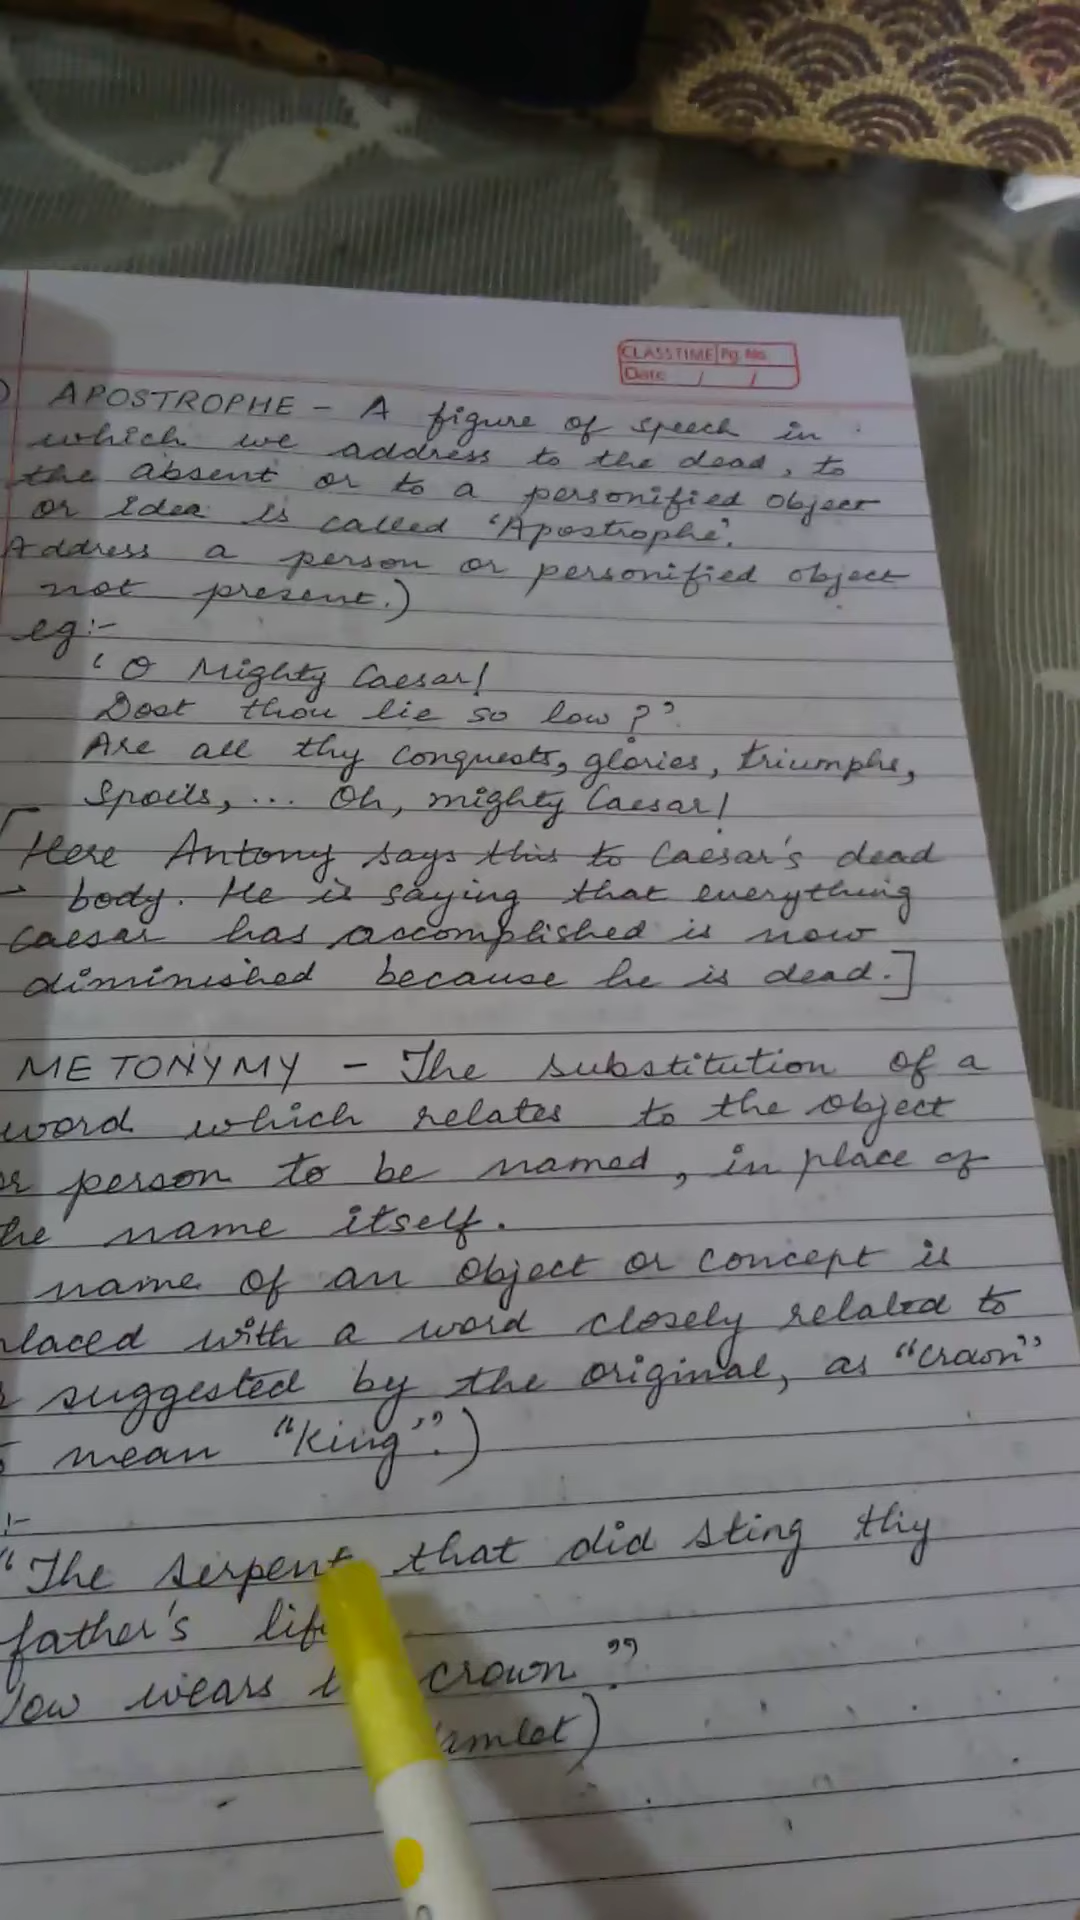 CLASSTIME Pg. No.
Date / /
) APOSTROPHE - A figure of speech in
which we address to the dead, to
the absent or to a personified object
or idea is called 'Apostrophe'.
Address a person or personified object
not present.)
eg:-
'O Mighty Caesar!
Dost thou lie so low?"
Are all thy conquests, glories, triumphs,
Spoils, ... Oh, mighty Caesar!
[Here Antony says this to Caesar's dead
body. He is saying that everything
Caesar has accomplished is now
diminished because he is dead.]
METONYMY - The substitution of a
word which relates to the object
or person to be named, in place of
the name itself.
name of an object or concept is
placed with a word closely related to
suggested by the original, as "crown"
mean "king".)
:-
"The serpent that did sting thy
father's life
Now wears crown."
amlet)